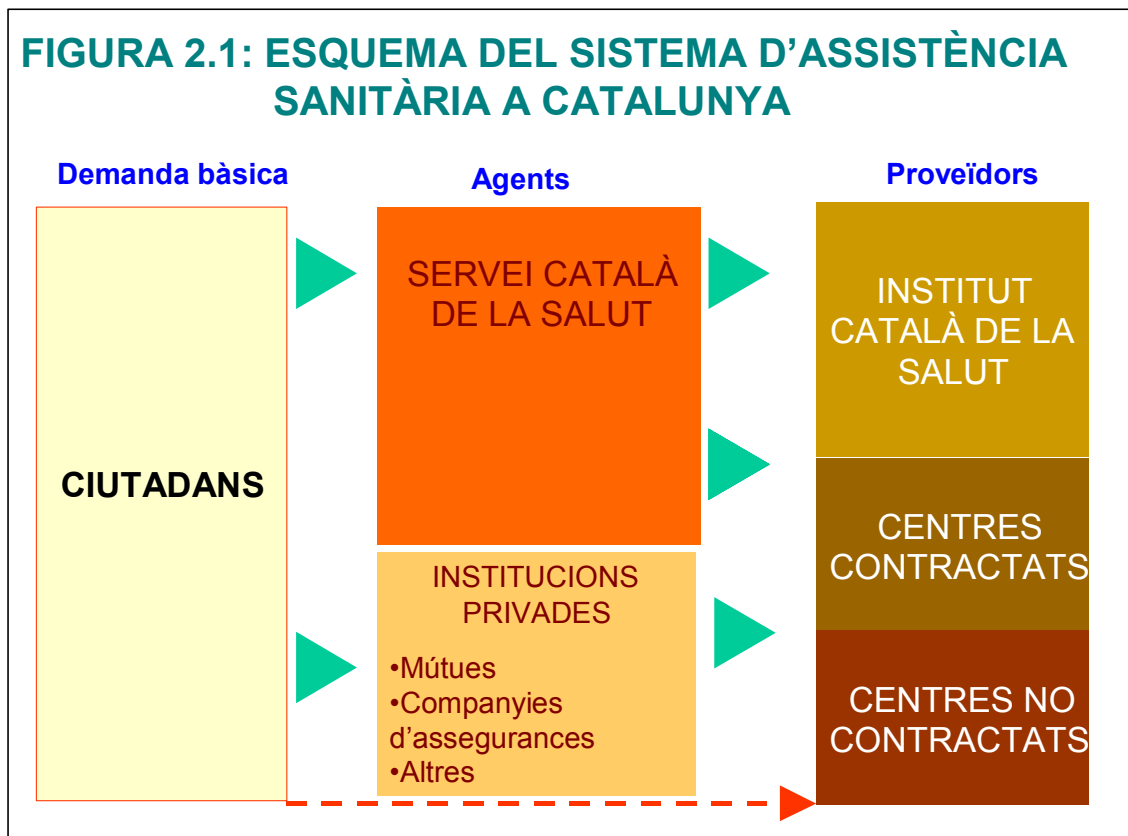 FIGURA 2.1: ESQUEMA DEL SISTEMA D’ASSISTÈNCIA
SANITÀRIA A CATALUNYA
Demanda bàsica
Agents
Proveïdors
CIUTADANS
SERVEI CATALÀ
DE LA SALUT
INSTITUCIONS
PRIVADES
•Mútues
•Companyies
d’assegurances
•Altres
INSTITUT
CATALÀ DE LA
SALUT
CENTRES
CONTRACTATS
CENTRES NO
CONTRACTATS